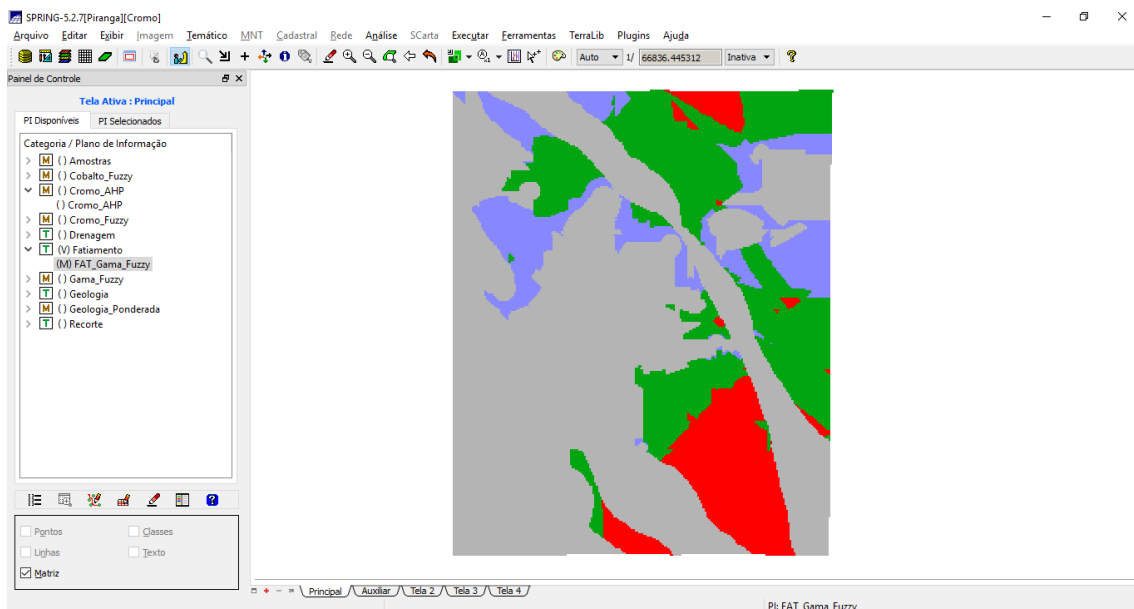 SPRING-5.2.7[Piranga][Cromo]
Arquivo Editar Exibir Imagem Temático MNT Cadastral Rede Análise SCarta Executar Ferramentas TerraLib Plugins Ajuda
Auto 1/ 66836.445312 Inativa
Painel de Controle
Tela Ativa : Principal
PI Disponíveis PI Selecionados
Categoria / Plano de Informação
M ( ) Amostras
M ( ) Cobalto_Fuzzy
M ( ) Cromo_AHP
( ) Cromo_AHP
M ( ) Cromo_Fuzzy
T ( ) Drenagem
T (V) Fatiamento
(M) FAT_Gama_Fuzzy
M ( ) Gama_Fuzzy
T ( ) Geologia
M ( ) Geologia_Ponderada
T ( ) Recorte
Pontos Classes
Linhas Texto
Matriz
Principal Auxiliar Tela 2 Tela 3 Tela 4
PI: FAT_Gama_Fuzzy